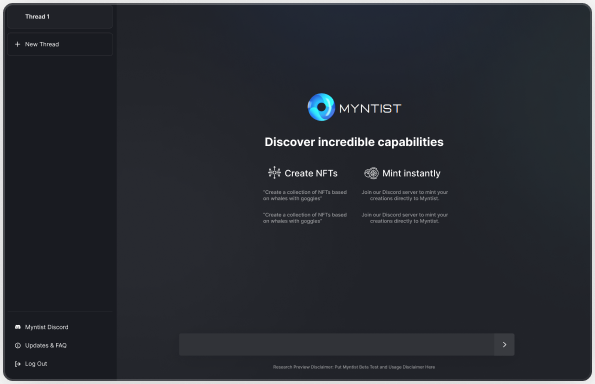 Thread 1
New Thread
MYNTIST
Discover incredible capabilities
Create NFTs
"Create a collection of NFTs based
on whales with goggles"
"Create a collection of NFTs based
on whales with goggles"
Mint instantly
Join our Discord server to mint your
creations directly to Myntist.
Join our Discord server to mint your
creations directly to Myntist.
Myntist Discord
Updates & FAQ
Log Out
Research Preview Disclaimer: Put Myntist Beta Test and Usage Disclaimer Here